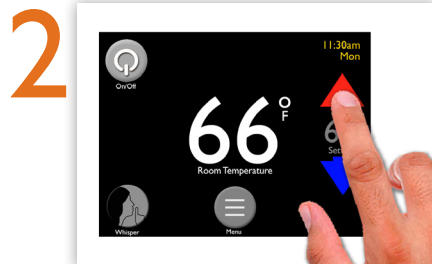 2
11:30am
Mon
On/Off
66°F
Room Temperature
Whisper
Menu